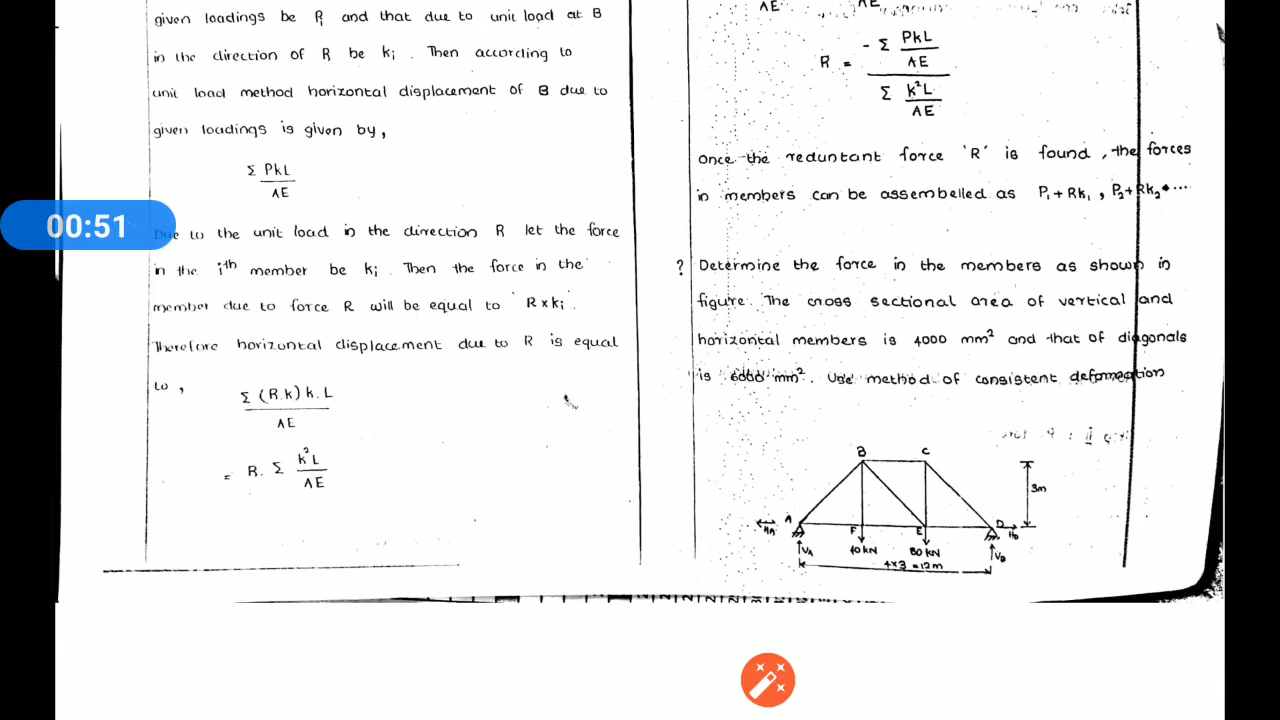 given loadings be P and that due to unit load at B
in the direction of R be ki . Then according to
unit load method horizontal displacement of B due to
given loadings is given by,
Σ PkL
AE
00:51
Due to the unit load in the direction R let the force
in the ith member be ki . Then the force in the
member due to force R will be equal to R x ki .
Therefore horizontal displacement due to R is equal
to ,
Σ (R.k) k.L
AE
= R. Σ k²L
AE
AE
AE
R = - Σ PkL
AE
Σ k²L
AE
Once the reduntant force 'R' is found , the forces
in members can be assembelled as P1 + Rk1 , P2 + Rk2 ....
? Determine the force in the members as shown in
figure. The cross sectional area of vertical and
horizontal members is 4000 mm² and that of diagonals
is 6000 mm². Use method of consistent deformation
B C
3m
A F E D
HA HD
VA 40 kN 80 kN VD
4x3 = 12m